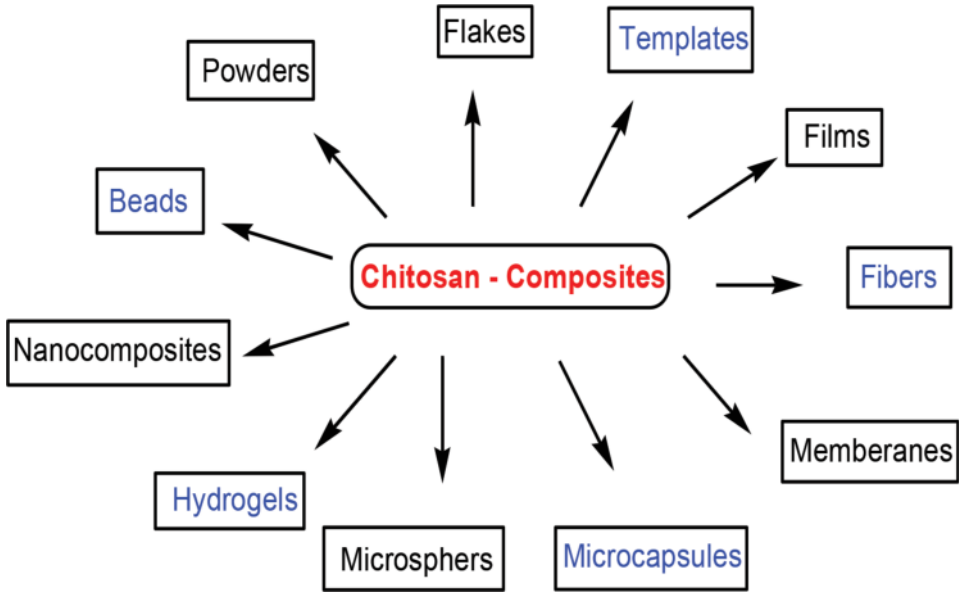 Flakes
Templates
Powders
Films
Beads
Chitosan - Composites
Fibers
Nanocomposites
Memberanes
Hydrogels
Microsphers
Microcapsules